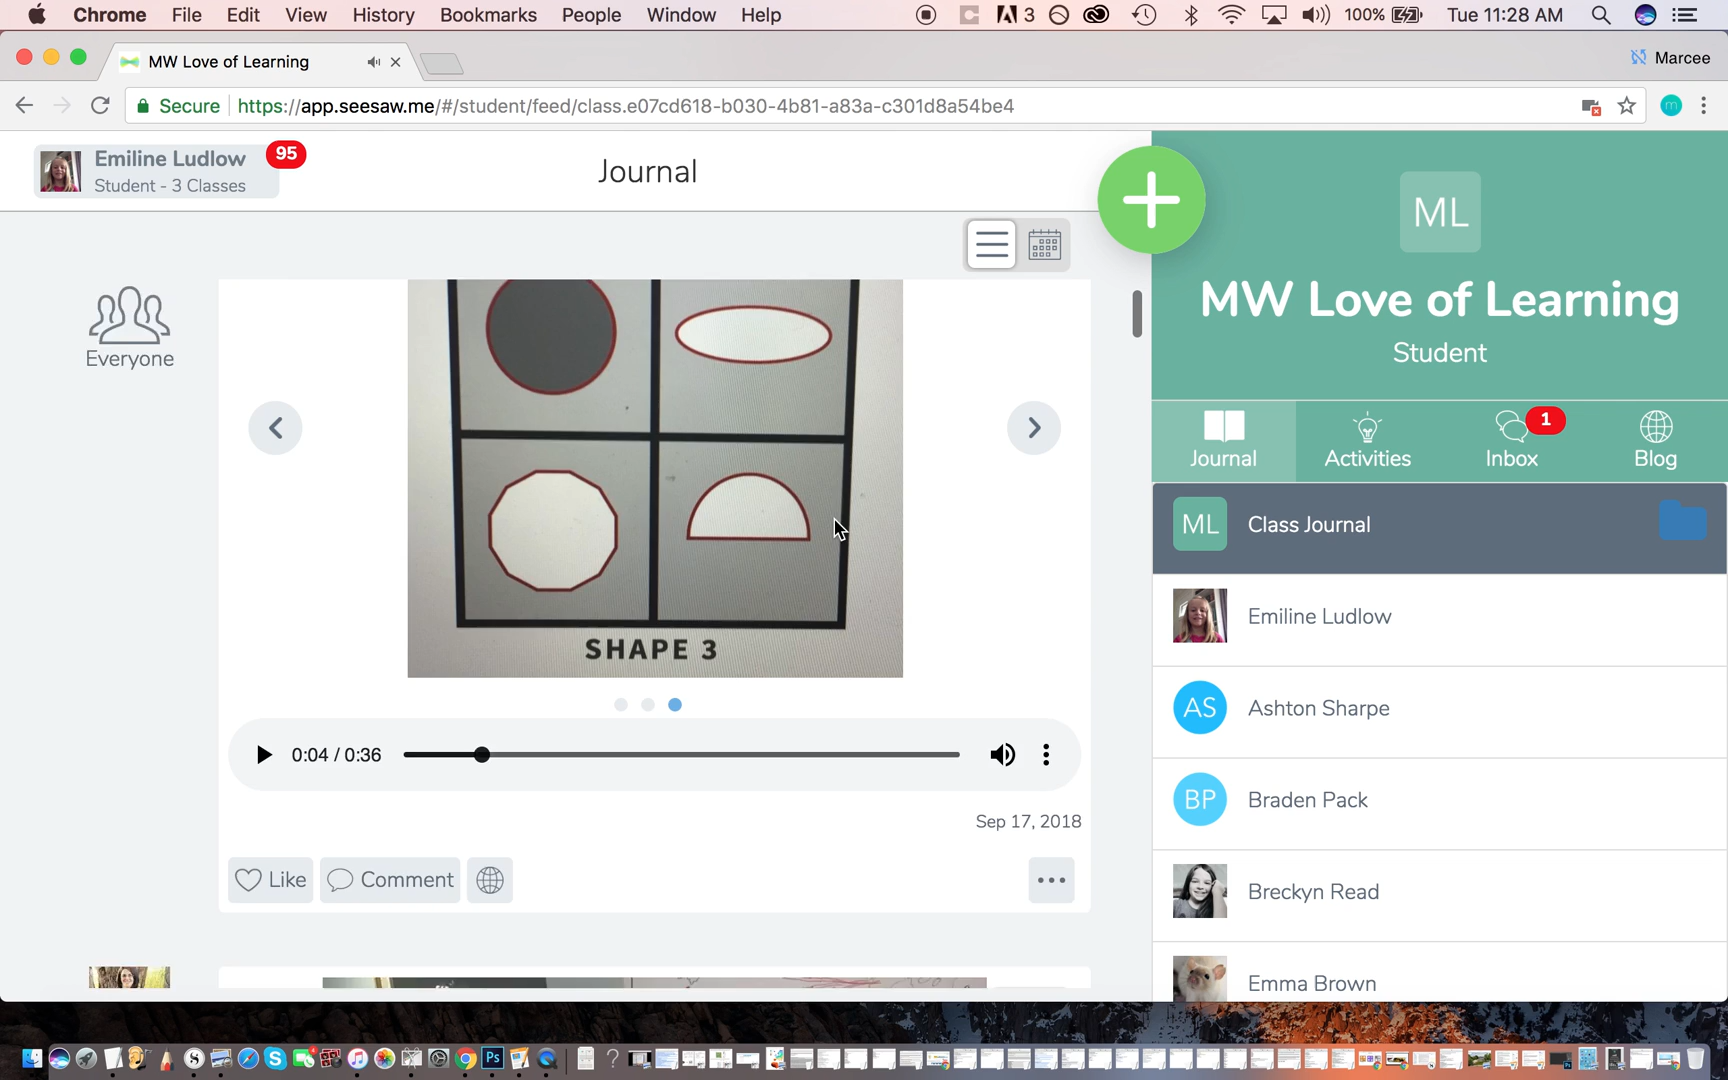 Chrome File Edit View History Bookmarks People Window Help 3 100% Tue 11:28 AM
MW Love of Learning Marcee
Secure https://app.seesaw.me/#/student/feed/class.e07cd618-b030-4b81-a83a-c301d8a54be4 m
Emiline Ludlow 95
Student - 3 Classes
Journal
ML
MW Love of Learning
Student
Everyone
Journal Activities Inbox 1 Blog
ML Class Journal
Emiline Ludlow
SHAPE 3
AS Ashton Sharpe
0:04 / 0:36
BP Braden Pack
Sep 17, 2018
Like Comment
Breckyn Read
Emma Brown
Ps